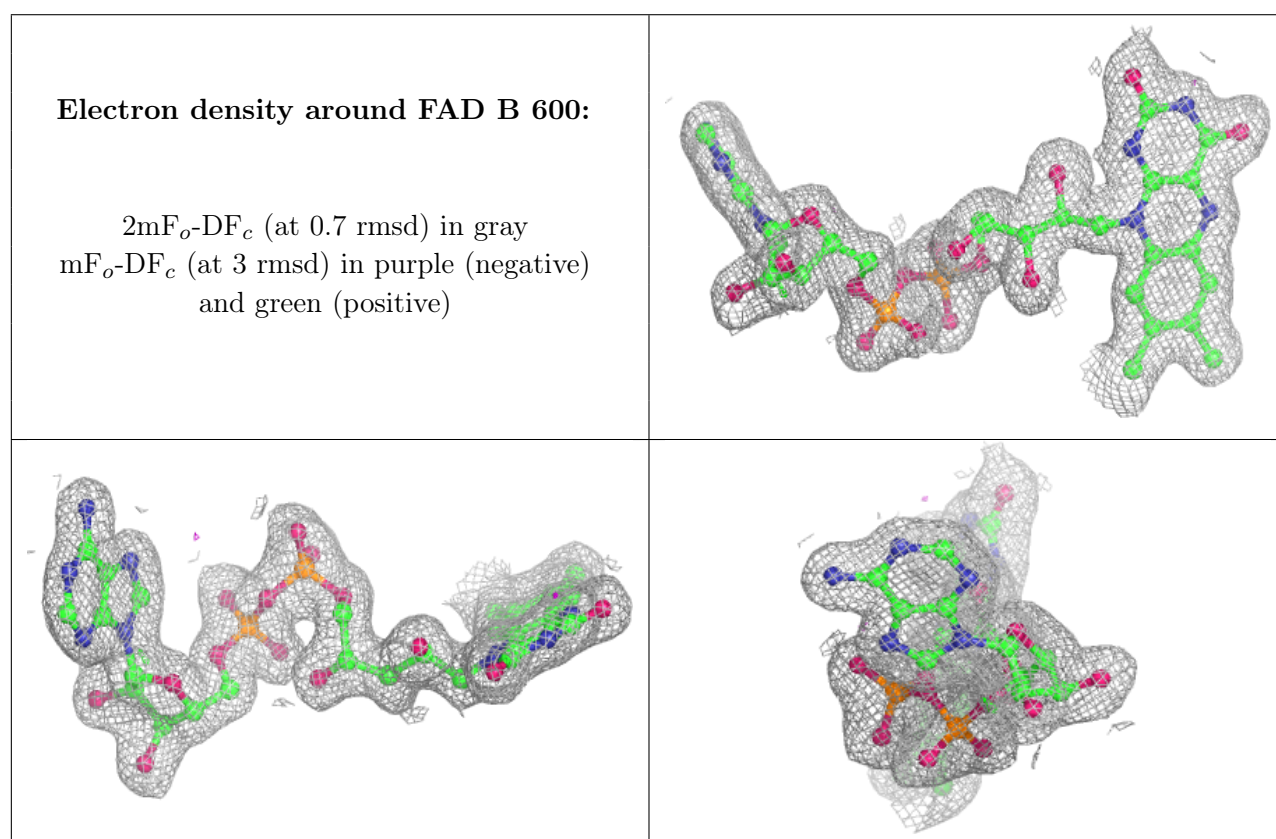 Electron density around FAD B 600:
2mFo-DFc (at 0.7 rmsd) in gray
mFo-DFc (at 3 rmsd) in purple (negative)
and green (positive)